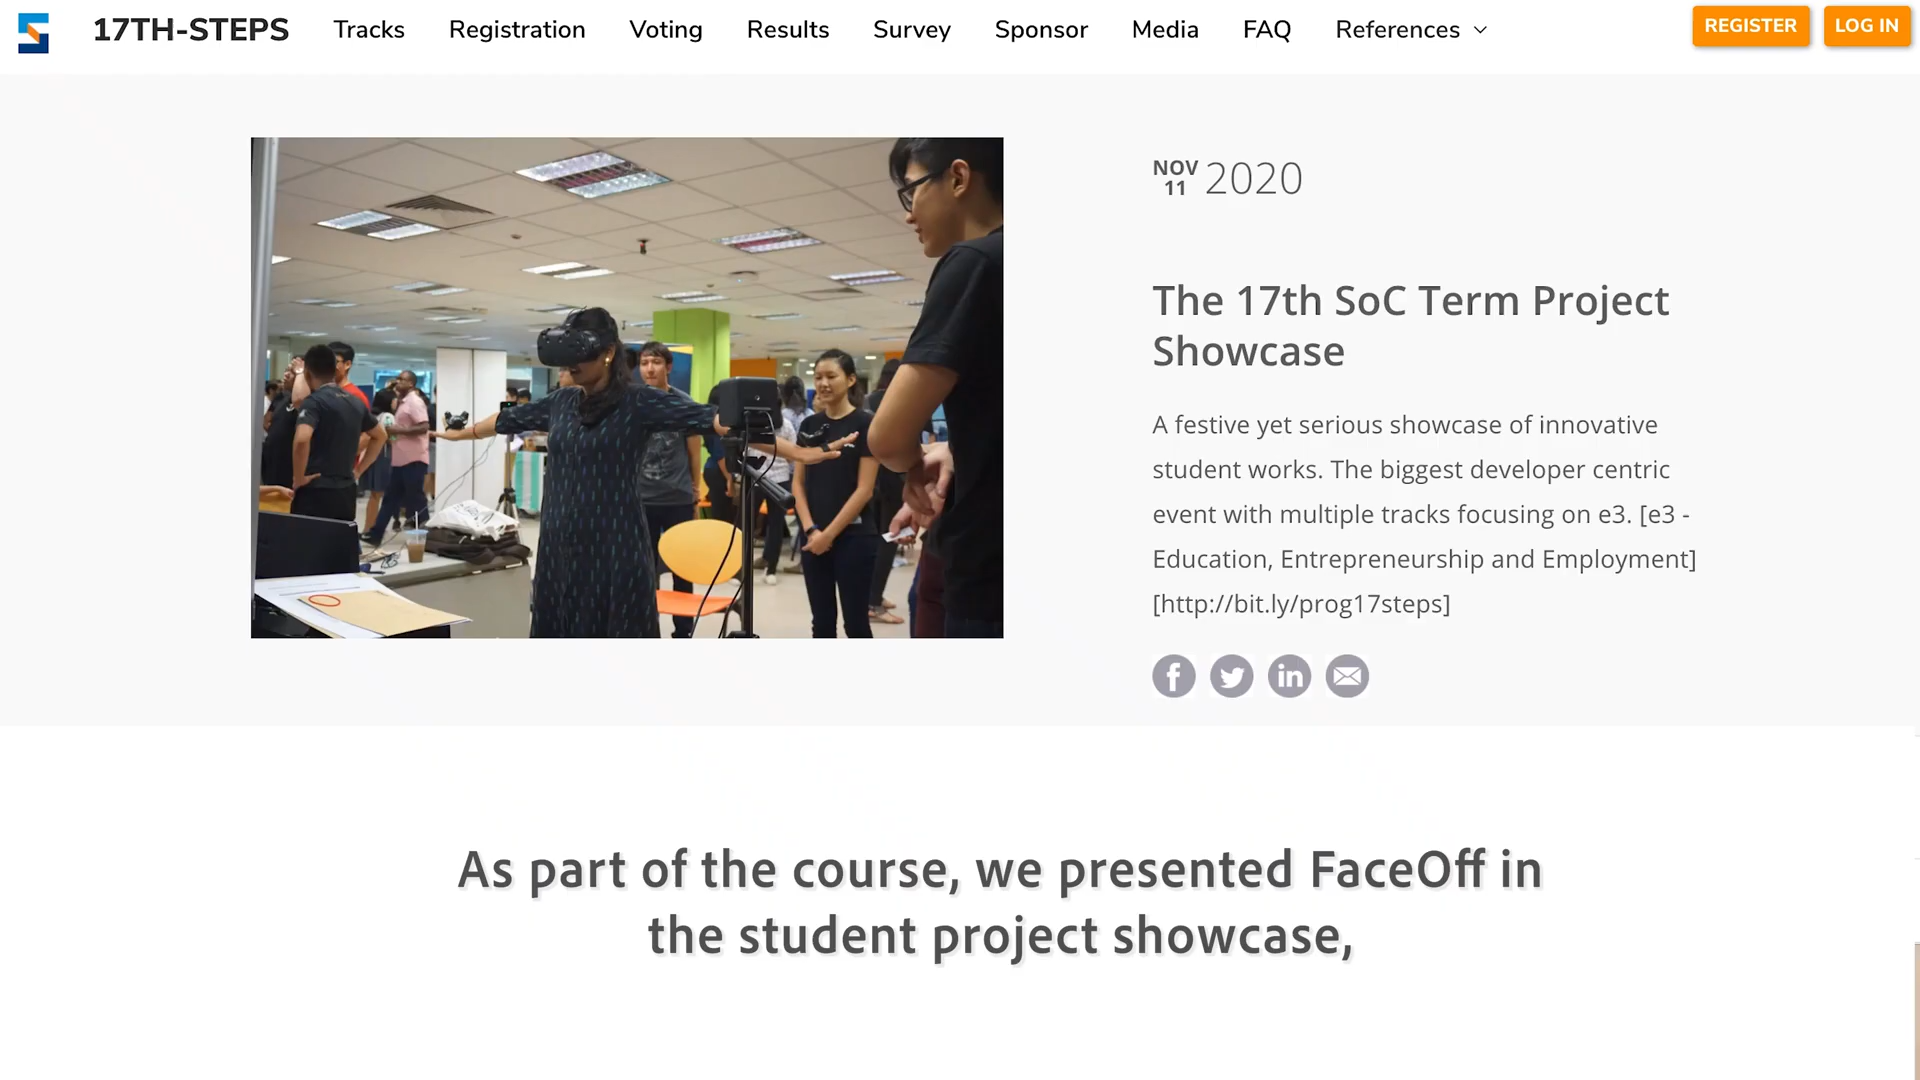 17TH-STEPS Tracks Registration Voting Results Survey Sponsor Media FAQ References REGISTER LOG IN
NOV
11 2020
The 17th SoC Term Project
Showcase
A festive yet serious showcase of innovative
student works. The biggest developer centric
event with multiple tracks focusing on e3. [e3 -
Education, Entrepreneurship and Employment]
[http://bit.ly/prog17steps]
As part of the course, we presented FaceOff in
the student project showcase,